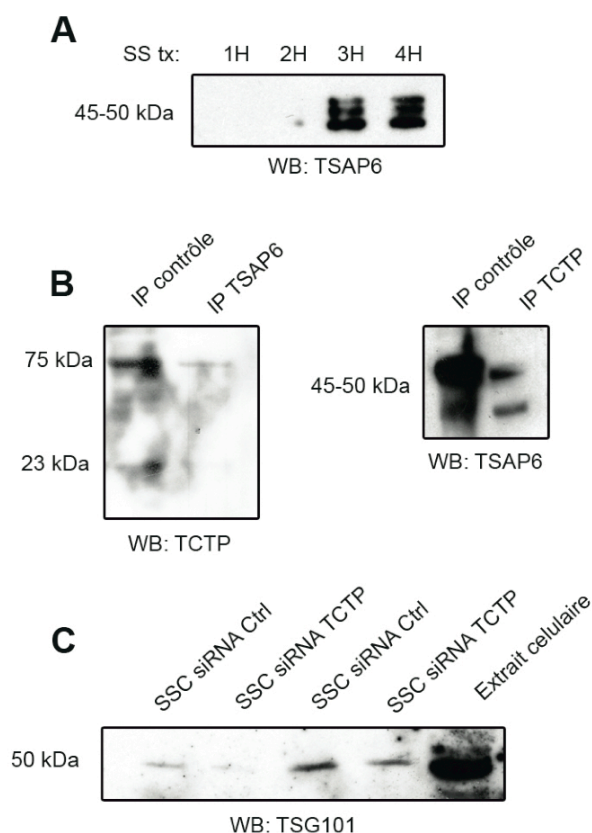 A
SS tx: 1H 2H 3H 4H
45-50 kDa
WB: TSAP6
B
IP contrôle IP TSAP6
75 kDa
23 kDa
WB: TCTP
IP contrôle IP TCTP
45-50 kDa
WB: TSAP6
C
SSC siRNA Ctrl SSC siRNA TCTP SSC siRNA Ctrl SSC siRNA TCTP Extrait celulaire
50 kDa
WB: TSG101